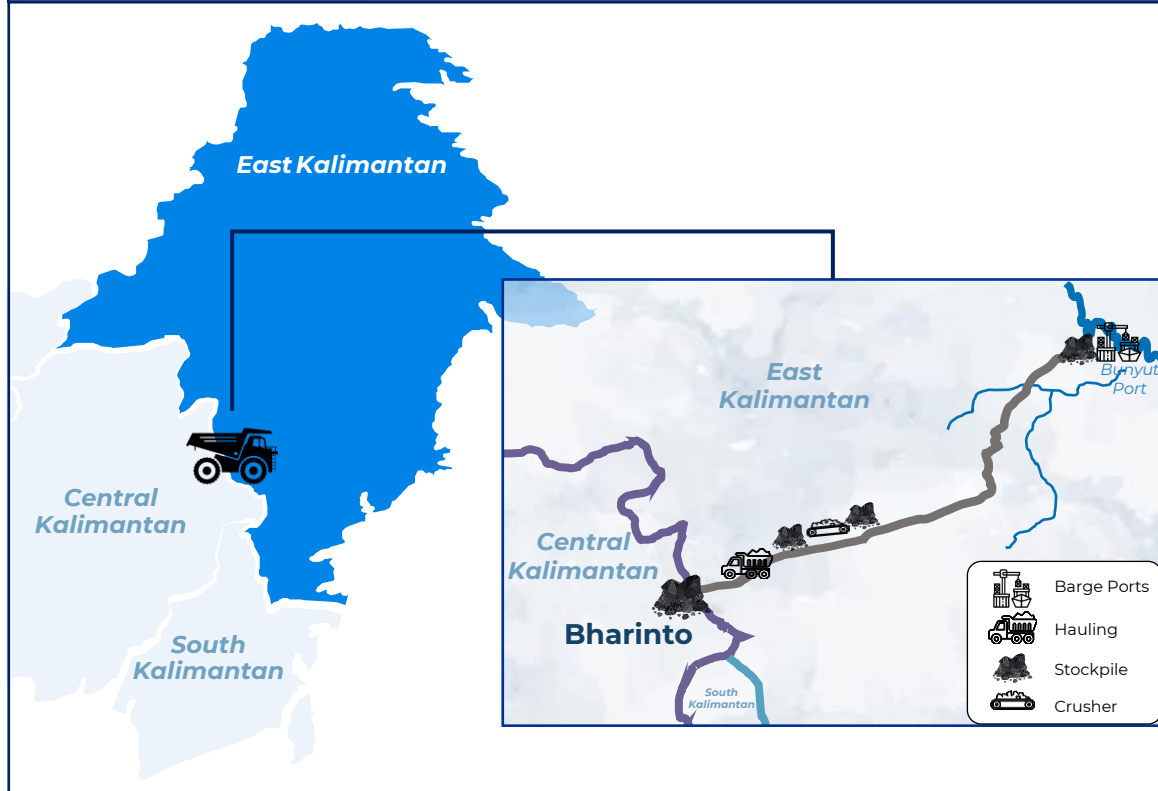 East Kalimantan
Central
Kalimantan
South
Kalimantan
East
Kalimantan
Bunyut
Port
Central
Kalimantan
Bharinto
South
Kalimantan
Barge Ports
Hauling
Stockpile
Crusher